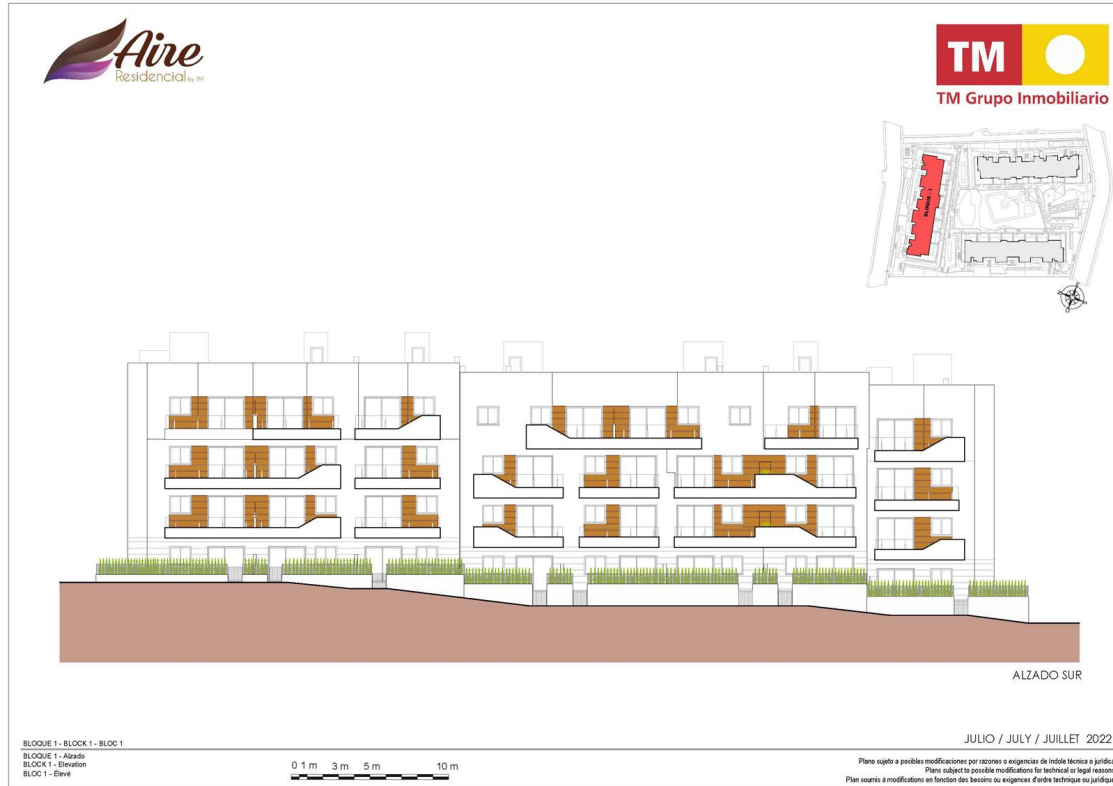 Aire
Residencial by TM
TM
TM Grupo Inmobiliario
BLOQUE - 1
ALZADO SUR
BLOQUE 1 - BLOCK 1 - BLOC 1
BLOQUE 1 - Alzado
BLOCK 1 - Elevation
BLOC 1 - Élevé
0 1 m 3 m 5 m 10 m
JULIO / JULY / JUILLET 2022
Plano sujeto a posibles modificaciones por razones o exigencias de índole técnica o jurídica
Plans subject to possible modifications for technical or legal reasons
Plan soumis à modifications en fonction des besoins ou exigences d'ordre technique ou juridique